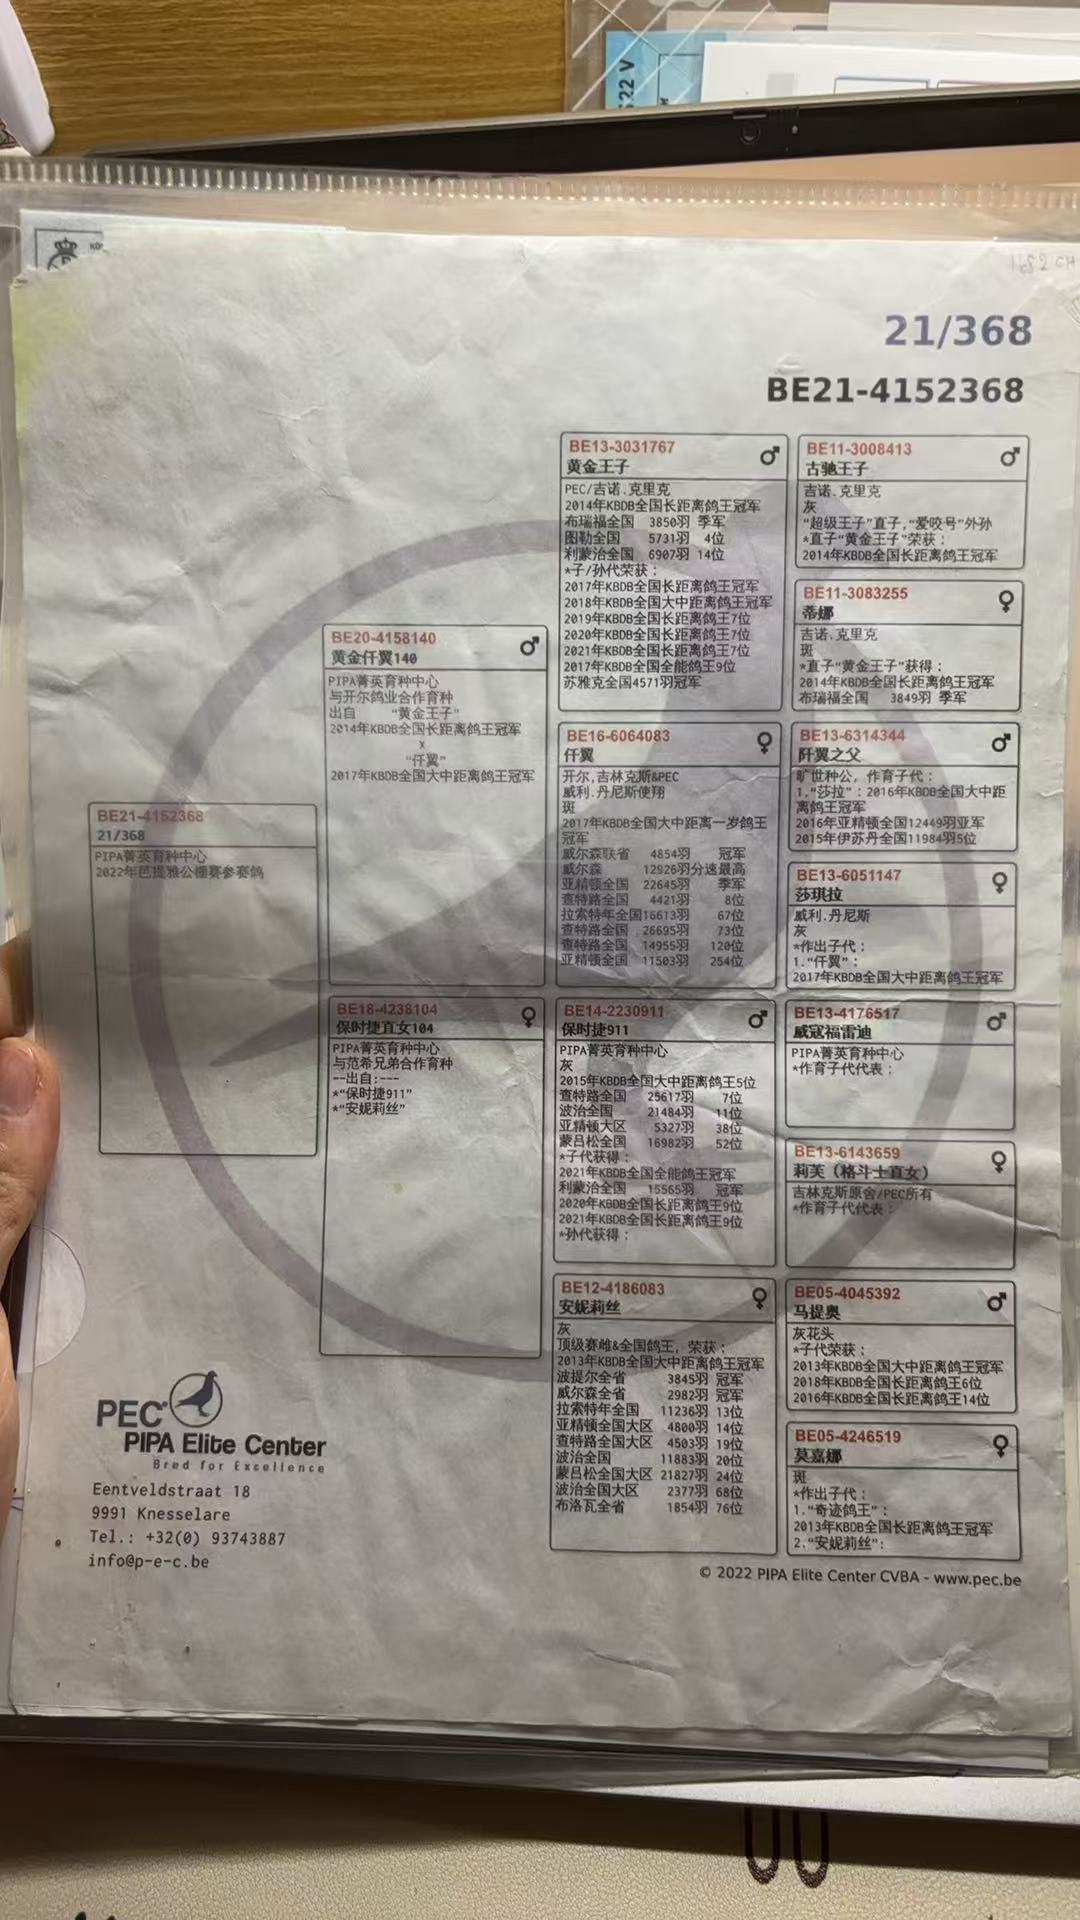 522 V
21/368
BE21-4152368
BE21-4152368
21/368
PIPA菁英育种中心
2022年芭提雅公棚赛参赛鸽
BE20-4158140
黄金仟翼140
PIPA菁英育种中心
与开尔鸽业合作育种
出自 “黄金王子”
2014年KBDB全国长距离鸽王冠军
x
“仟翼”
2017年KBDB全国大中距离鸽王冠军
BE18-4238104
保时捷直女104
PIPA菁英育种中心
与范希兄弟合作育种
--出自:---
*“保时捷911”
*“安妮莉丝”
BE13-3031767
黄金王子
PEC/吉诺.克里克
2014年KBDB全国长距离鸽王冠军
布瑞福全国 3850羽 季军
图勒全国 5731羽 4位
利蒙治全国 6907羽 14位
*子/孙代荣获：
2017年KBDB全国长距离鸽王冠军
2018年KBDB全国大中距离鸽王冠军
2019年KBDB全国长距离鸽王7位
2020年KBDB全国长距离鸽王7位
2021年KBDB全国长距离鸽王7位
2017年KBDB全国全能鸽王9位
苏雅克全国4571羽冠军
BE16-6064083
仟翼
开尔,吉林克斯&PEC
威利.丹尼斯使翔
斑
2017年KBDB全国大中距离一岁鸽王
冠军
威尔森联省 4854羽 冠军
威尔森 12926羽分速最高
亚精顿全国 22645羽 季军
查特路全国 4421羽 8位
拉索特年全国16613羽 67位
查特路全国 26695羽 73位
查特路全国 14955羽 120位
亚精顿全国 11503羽 254位
BE14-2230911
保时捷911
PIPA菁英育种中心
灰
2015年KBDB全国大中距离鸽王5位
查特路全国 25617羽 7位
波治全国 21484羽 11位
亚精顿大区 5327羽 38位
蒙吕松全国 16982羽 52位
*子代获得：
2021年KBDB全国全能鸽王冠军
利蒙治全国 15565羽 冠军
2020年KBDB全国长距离鸽王9位
2021年KBDB全国长距离鸽王9位
*孙代获得：
BE12-4186083
安妮莉丝
灰
顶级赛雌&全国鸽王，荣获：
2013年KBDB全国大中距离鸽王冠军
波提尔全省 3845羽 冠军
威尔森全省 2982羽 冠军
拉索特年全国 11236羽 13位
亚精顿全国大区 4800羽 14位
查特路全国大区 4503羽 19位
波治全国 11883羽 20位
蒙吕松全国大区 21827羽 24位
波治全国大区 2377羽 68位
布洛瓦全省 1854羽 76位
BE11-3008413
古驰王子
吉诺.克里克
灰
“超级王子”直子,“爱咬号”外孙
*直子“黄金王子”荣获：
2014年KBDB全国长距离鸽王冠军
BE11-3083255
蒂娜
吉诺.克里克
斑
*直子“黄金王子”获得：
2014年KBDB全国长距离鸽王冠军
布瑞福全国 3849羽 季军
BE13-6314344
阡翼之父
旷世种公，作育子代：
1.“莎拉”：2016年KBDB全国大中距
离鸽王冠军
2016年亚精顿全国12449羽亚军
2015年伊苏丹全国11984羽5位
BE13-6051147
莎琪拉
威利.丹尼斯
灰
*作出子代：
1.“仟翼”：
2017年KBDB全国大中距离鸽王冠军
BE13-4176517
威冦福雷迪
PIPA菁英育种中心
*作育子代代表：
BE13-6143659
莉芙（格斗士直女）
吉林克斯原舍/PEC所有
*作育子代代表：
BE05-4045392
马提奥
灰花头
*子代荣获：
2013年KBDB全国大中距离鸽王冠军
2018年KBDB全国长距离鸽王6位
2016年KBDB全国长距离鸽王14位
BE05-4246519
莫嘉娜
斑
*作出子代：
1.“奇迹鸽王”：
2013年KBDB全国长距离鸽王冠军
2.“安妮莉丝”：
PEC
PIPA Elite Center
Bred for Excellence
Eentveldstraat 18
9991 Knesselare
Tel.: +32(0) 93743887
info@p-e-c.be
© 2022 PIPA Elite Center CVBA - www.pec.be